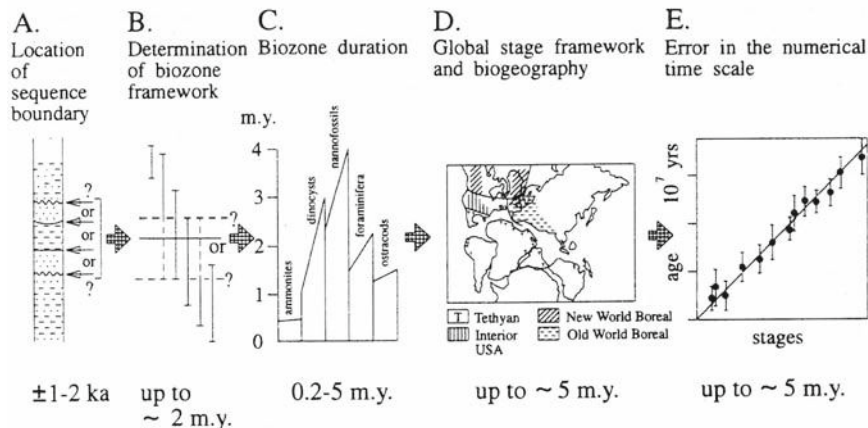 A.
Location
of
sequence
boundary
?
or
or
or
?
±1-2 ka
B.
Determination
of biozone
framework
?
or
?
up to
~ 2 m.y.
C.
Biozone duration
m.y.
4
3
2
1
0
ammonites
dinocysts
nannofossils
foraminifera
ostracods
0.2-5 m.y.
D.
Global stage framework
and biogeography
T Tethyan
New World Boreal
Interior
USA
Old World Boreal
up to ~ 5 m.y.
E.
Error in the numerical
time scale
age 10⁷ yrs
stages
up to ~ 5 m.y.